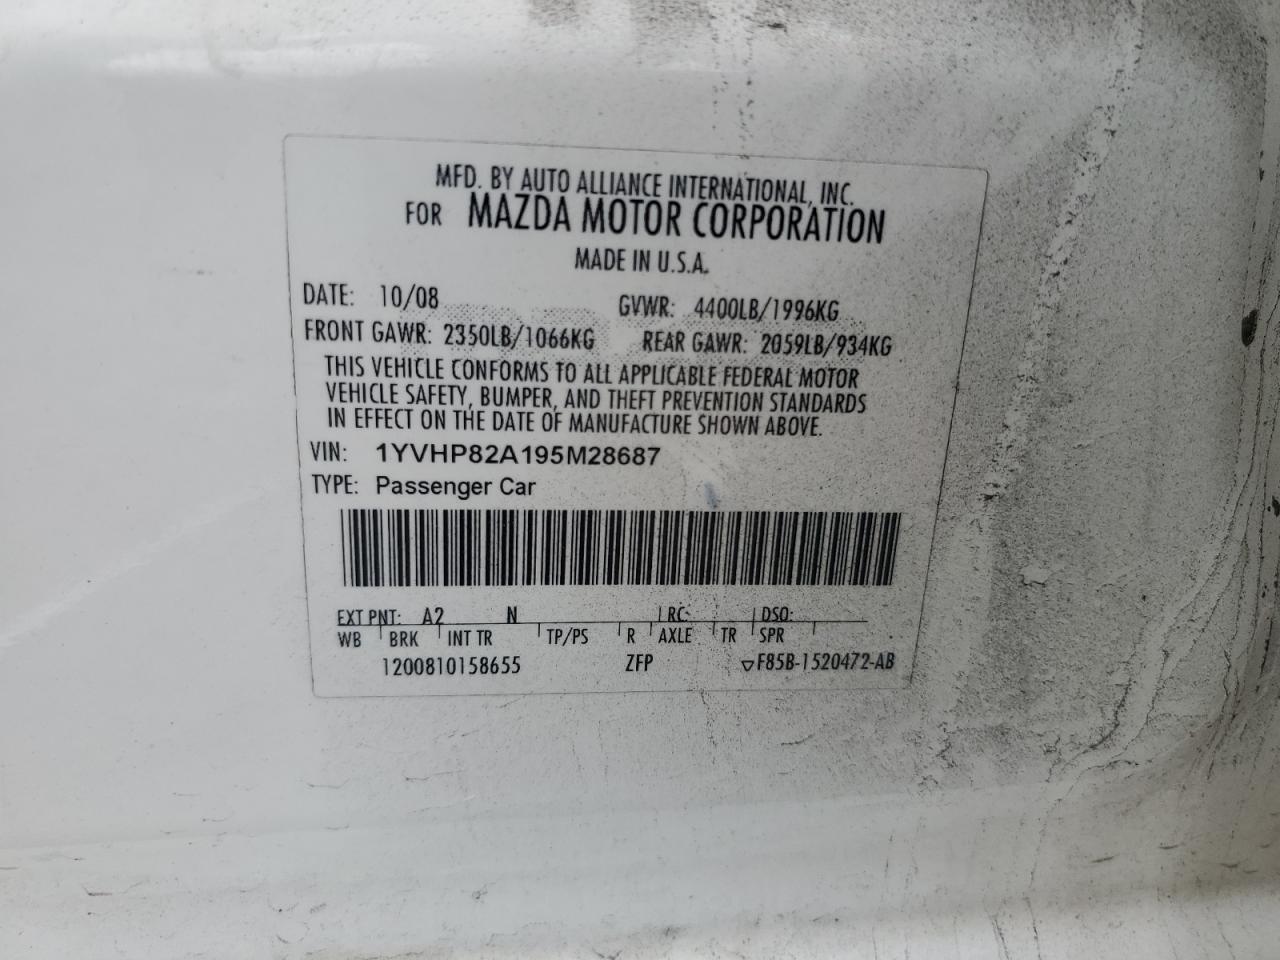 MFD. BY AUTO ALLIANCE INTERNATIONAL, INC.
FOR MAZDA MOTOR CORPORATION
MADE IN U.S.A.
DATE: 10/08 GVWR: 4400LB/1996KG
FRONT GAWR: 2350LB/1066KG REAR GAWR: 2059LB/934KG
THIS VEHICLE CONFORMS TO ALL APPLICABLE FEDERAL MOTOR
VEHICLE SAFETY, BUMPER, AND THEFT PREVENTION STANDARDS
IN EFFECT ON THE DATE OF MANUFACTURE SHOWN ABOVE.
VIN: 1YVHP82A195M28687
TYPE: Passenger Car
EXT PNT: A2 N RC: DSO:
WB BRK INT TR TP/PS R AXLE TR SPR
1200810158655 ZFP ▽F85B-1520472-AB